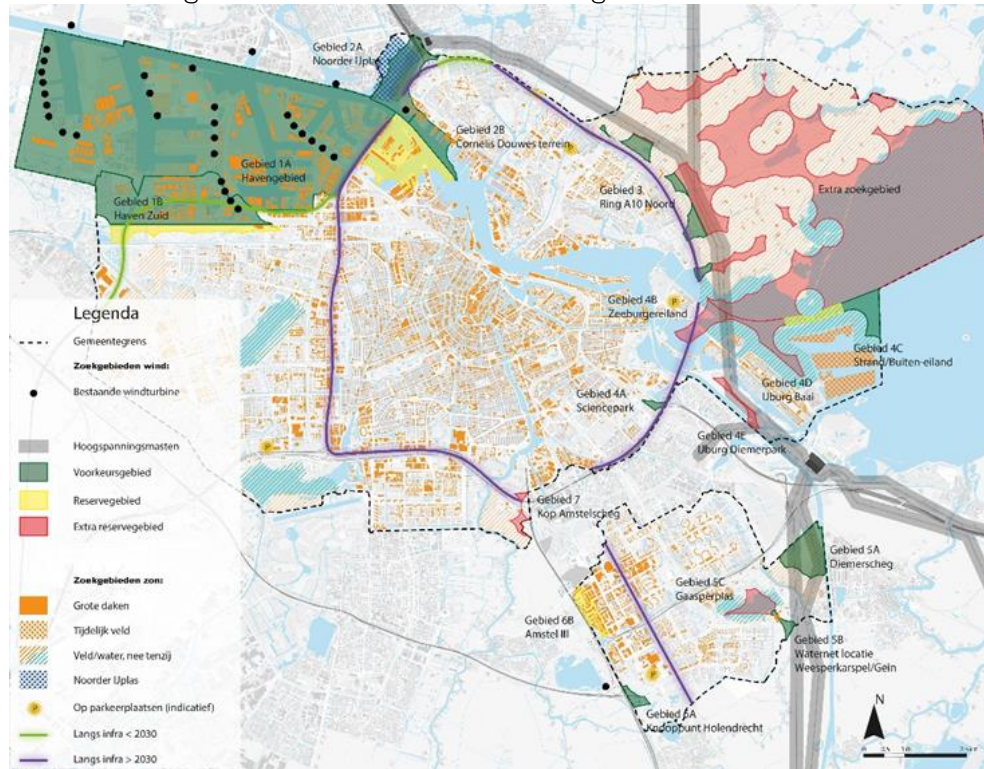 Gebied 2A
Noorder IJplas
Gebied 2B
Cornelis Douwes terrein
Gebied 1A
Havengebied
Gebied 1B
Haven Zuid
Gebied 3
Ring A10 Noord
Extra zoekgebied
Gebied 4B
Zeeburgereiland
Gebied 4C
Strand/Buiten-eiland
Gebied 4D
IJburg Baai
Gebied 4A
Sciencepark
Gebied 4E
IJburg Diemerpark
Gebied 7
Kop Amstelscheg
Gebied 5A
Diemerscheg
Gebied 5C
Gaasperplas
Gebied 6B
Amstel III
Gebied 5B
Waternet locatie
Weesperkarspel/Gein
Gebied 6A
Knooppunt Holendrecht
Legenda
Gemeentegrens
Zoekgebieden wind:
Bestaande windturbine
Hoogspanningsmasten
Voorkeursgebied
Reservegebied
Extra reservegebied
Zoekgebieden zon:
Grote daken
Tijdelijk veld
Veld/water, nee tenzij
Noorder IJplas
P
Op parkeerplaatsen (indicatief)
Langs infra < 2030
Langs infra > 2030
P
P
P
P
N